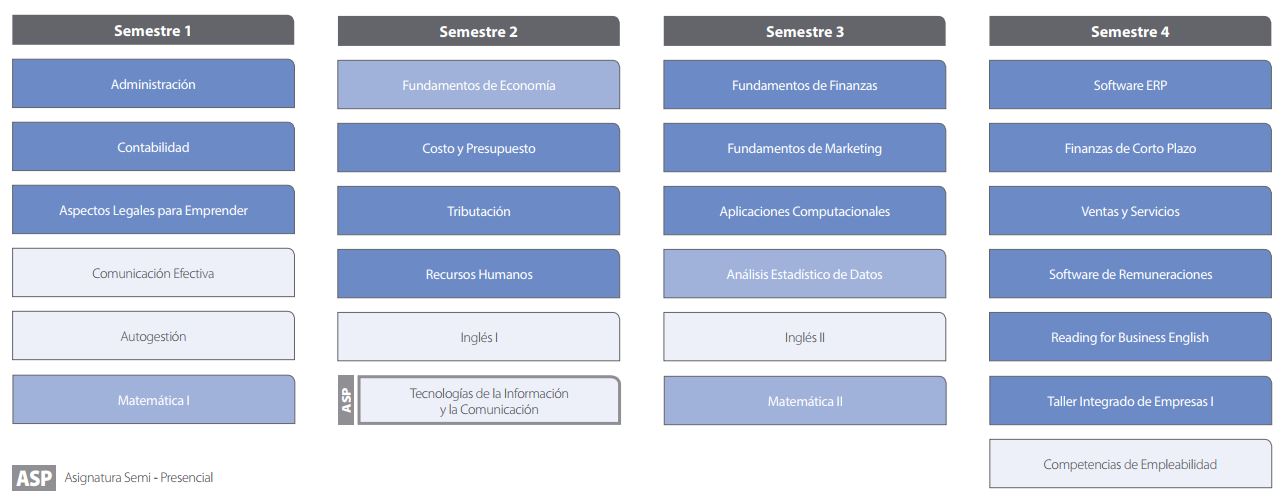 Semestre 1
Administración
Contabilidad
Aspectos Legales para Emprender
Comunicación Efectiva
Autogestión
Matemática I
Semestre 2
Fundamentos de Economía
Costo y Presupuesto
Tributación
Recursos Humanos
Inglés I
ASP
Tecnologías de la Información
y la Comunicación
Semestre 3
Fundamentos de Finanzas
Fundamentos de Marketing
Aplicaciones Computacionales
Análisis Estadístico de Datos
Inglés II
Matemática II
Semestre 4
Software ERP
Finanzas de Corto Plazo
Ventas y Servicios
Software de Remuneraciones
Reading for Business English
Taller Integrado de Empresas I
Competencias de Empleabilidad
ASP Asignatura Semi - Presencial